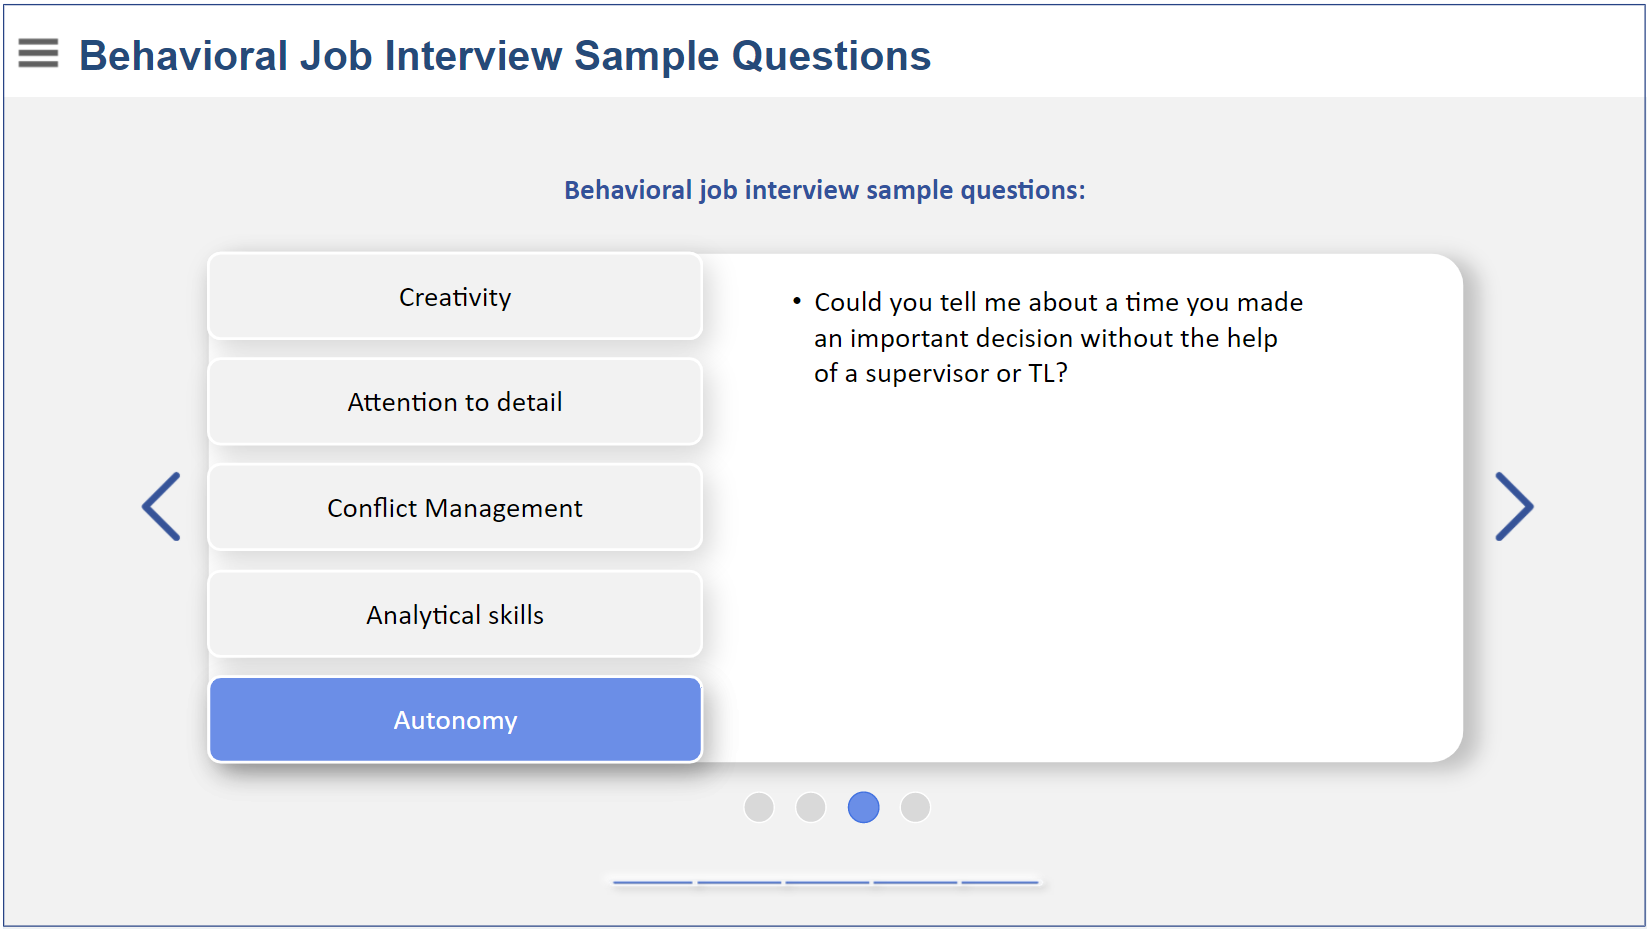 Behavioral Job Interview Sample Questions
Behavioral job interview sample questions:
Creativity
Attention to detail
Conflict Management
Analytical skills
Autonomy
• Could you tell me about a time you made
an important decision without the help
of a supervisor or TL?